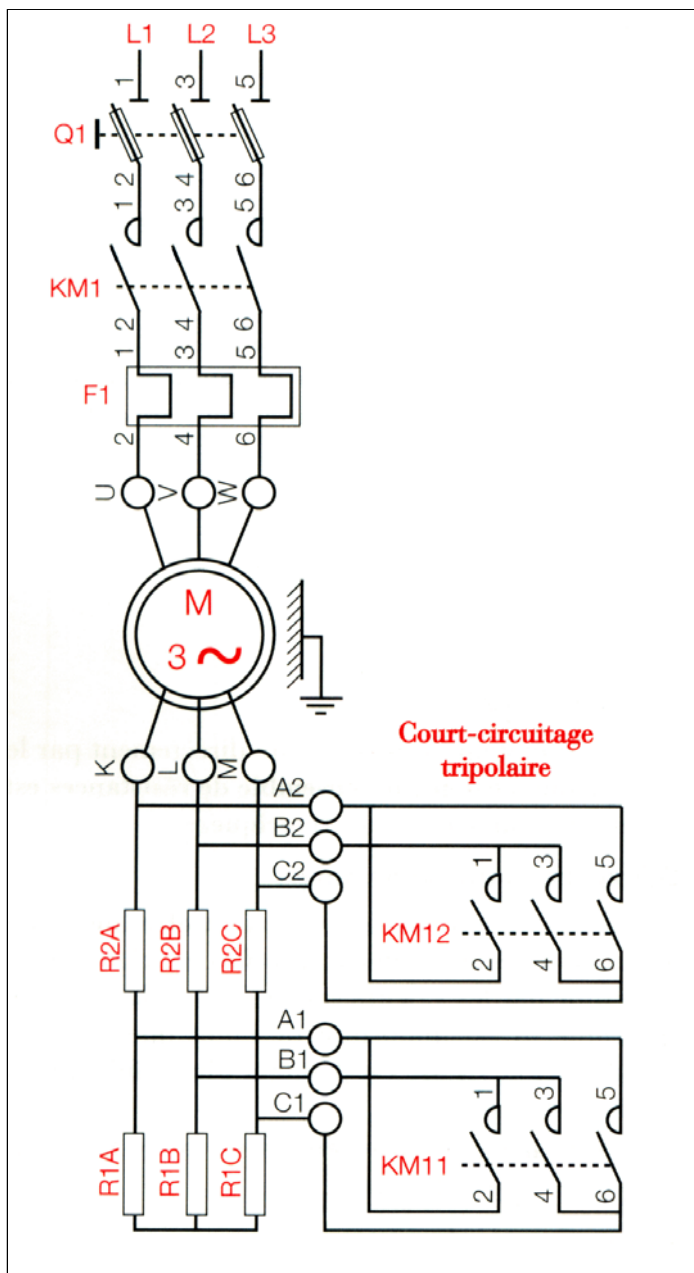 L1 L2 L3
1 3 5
Q1
2 4 6
1 3 5
KM1
2 4 6
1 3 5
F1
2 4 6
U V W
M
3 ~
Court-circuitage
tripolaire
K L M
A2
B2
C2
1 3 5
R2A R2B R2C
KM12
2 4 6
A1
B1
C1
1 3 5
R1A R1B R1C
KM11
2 4 6